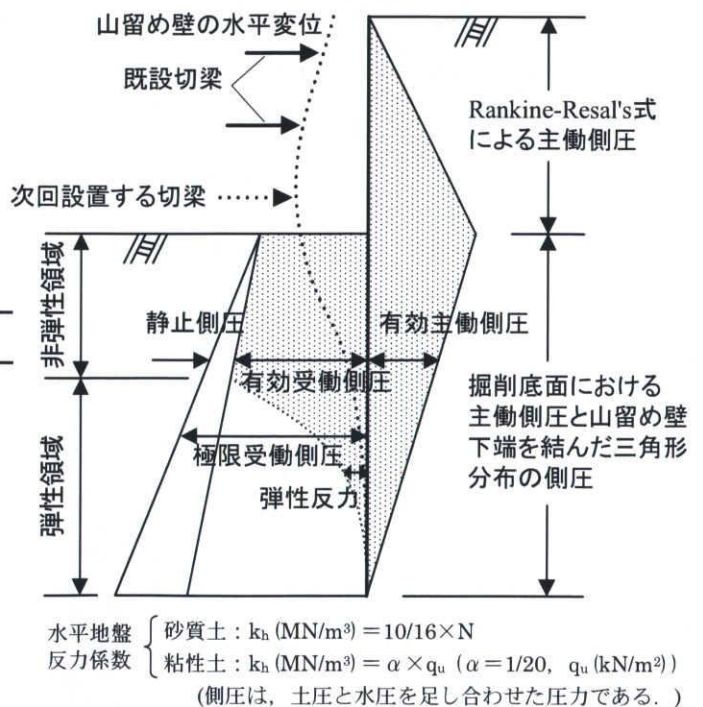 山留め壁の水平変位
既設切梁
次回設置する切梁
Rankine-Resal's式
による主働側圧
非弾性領域
静止側圧
有効主働側圧
有効受働側圧
極限受働側圧
弾性反力
弾性領域
掘削底面における
主働側圧と山留め壁
下端を結んだ三角形
分布の側圧
水平地盤
反力係数
砂質土：kₕ (MN/m³) ＝10/16×N
粘性土：kₕ (MN/m³) ＝ α×qᵤ（α＝1/20，qᵤ(kN/m²)）
(側圧は，土圧と水圧を足し合わせた圧力である．)